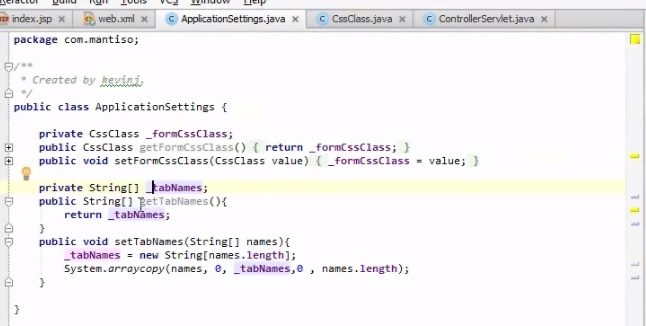 Refactor Run Tools VCS Window Help
index.jsp web.xml ApplicationSettings.java CssClass.java ControllerServlet.java
package com.mantiso;
/**
* Created by kevinj.
*/
public class ApplicationSettings {
private CssClass _formCssClass;
public CssClass getFormCssClass() { return _formCssClass; }
public void setFormCssClass(CssClass value) { _formCssClass = value; }
private String[] _tabNames;
public String[] getTabNames(){
return _tabNames;
}
public void setTabNames(String[] names){
_tabNames = new String[names.length];
System.arraycopy(names, 0, _tabNames,0 , names.length);
}
}